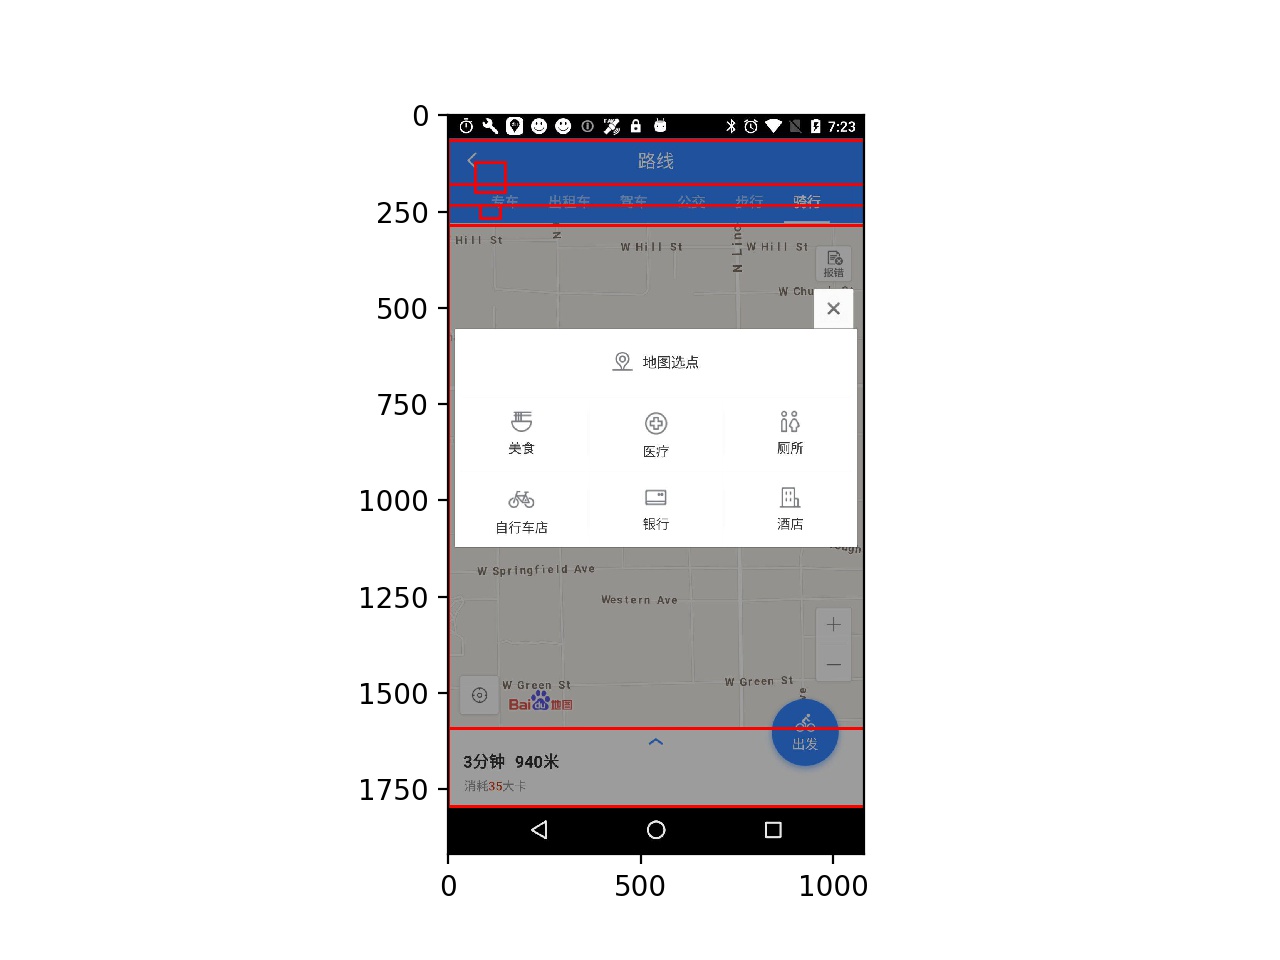 0
250
500
750
1000
1250
1500
1750
7:23
路线
专车 出租车 驾车 公交 步行 骑行
Hill St
W Hill St
W Hill St
N Linc
N
报错
地图选点
美食 医疗 厕所
自行车店 银行 酒店
W Springfield Ave
Western Ave
W Green St
W Green St
Bai du 地图
出发
3分钟 940米
消耗35大卡
0 500 1000